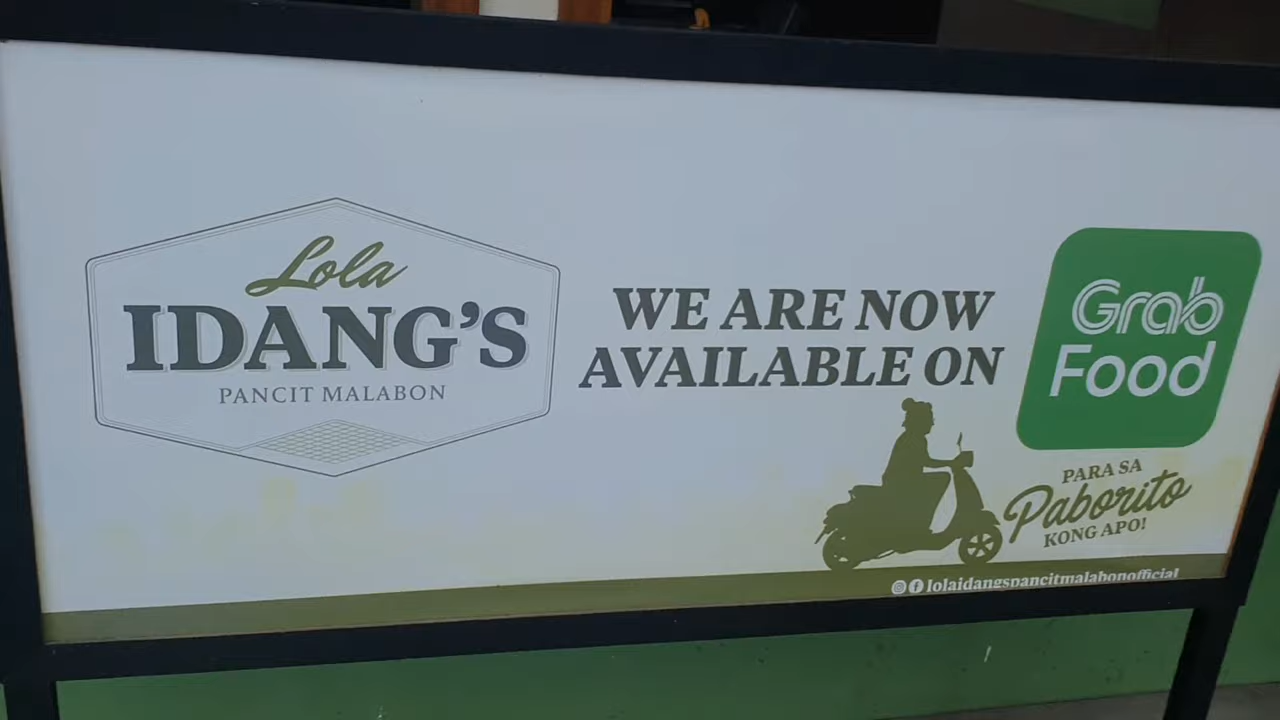 Lola
IDANG'S
PANCIT MALABON
WE ARE NOW
AVAILABLE ON
Grab
Food
PARA SA
Paborito
KONG APO!
lolaidangspancitmalabonofficial